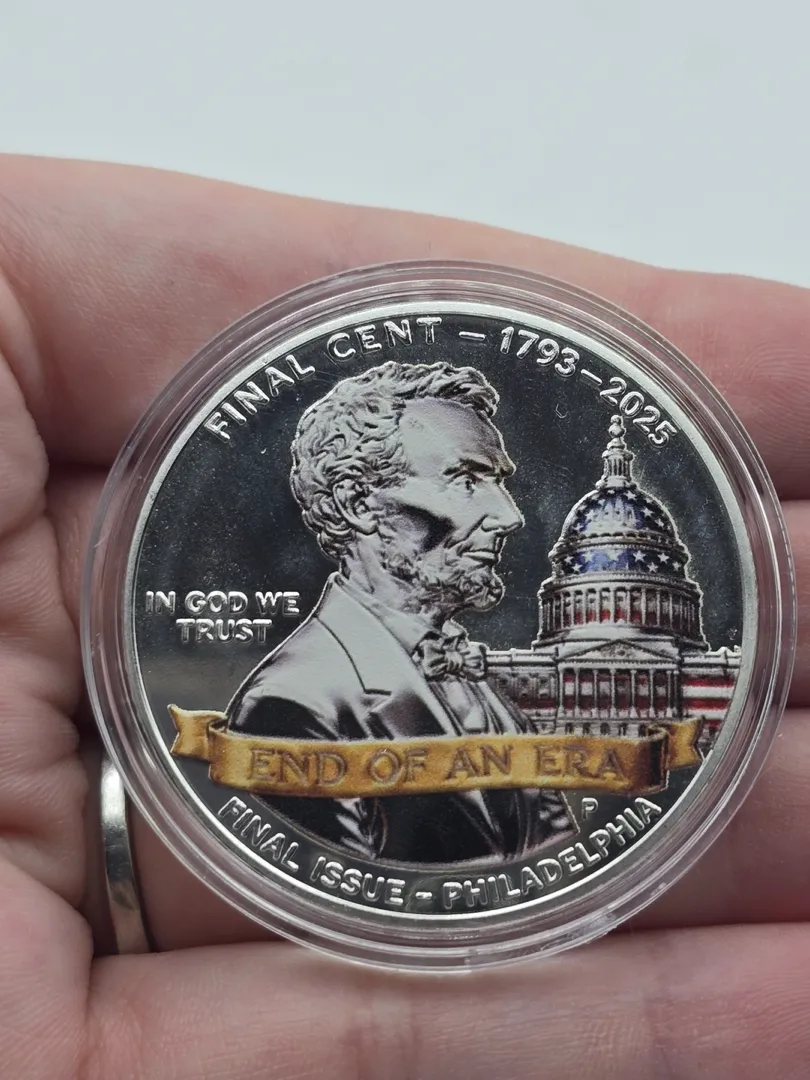 FINAL CENT – 1793–2025
IN GOD WE
TRUST
END OF AN ERA
P
FINAL ISSUE – PHILADELPHIA